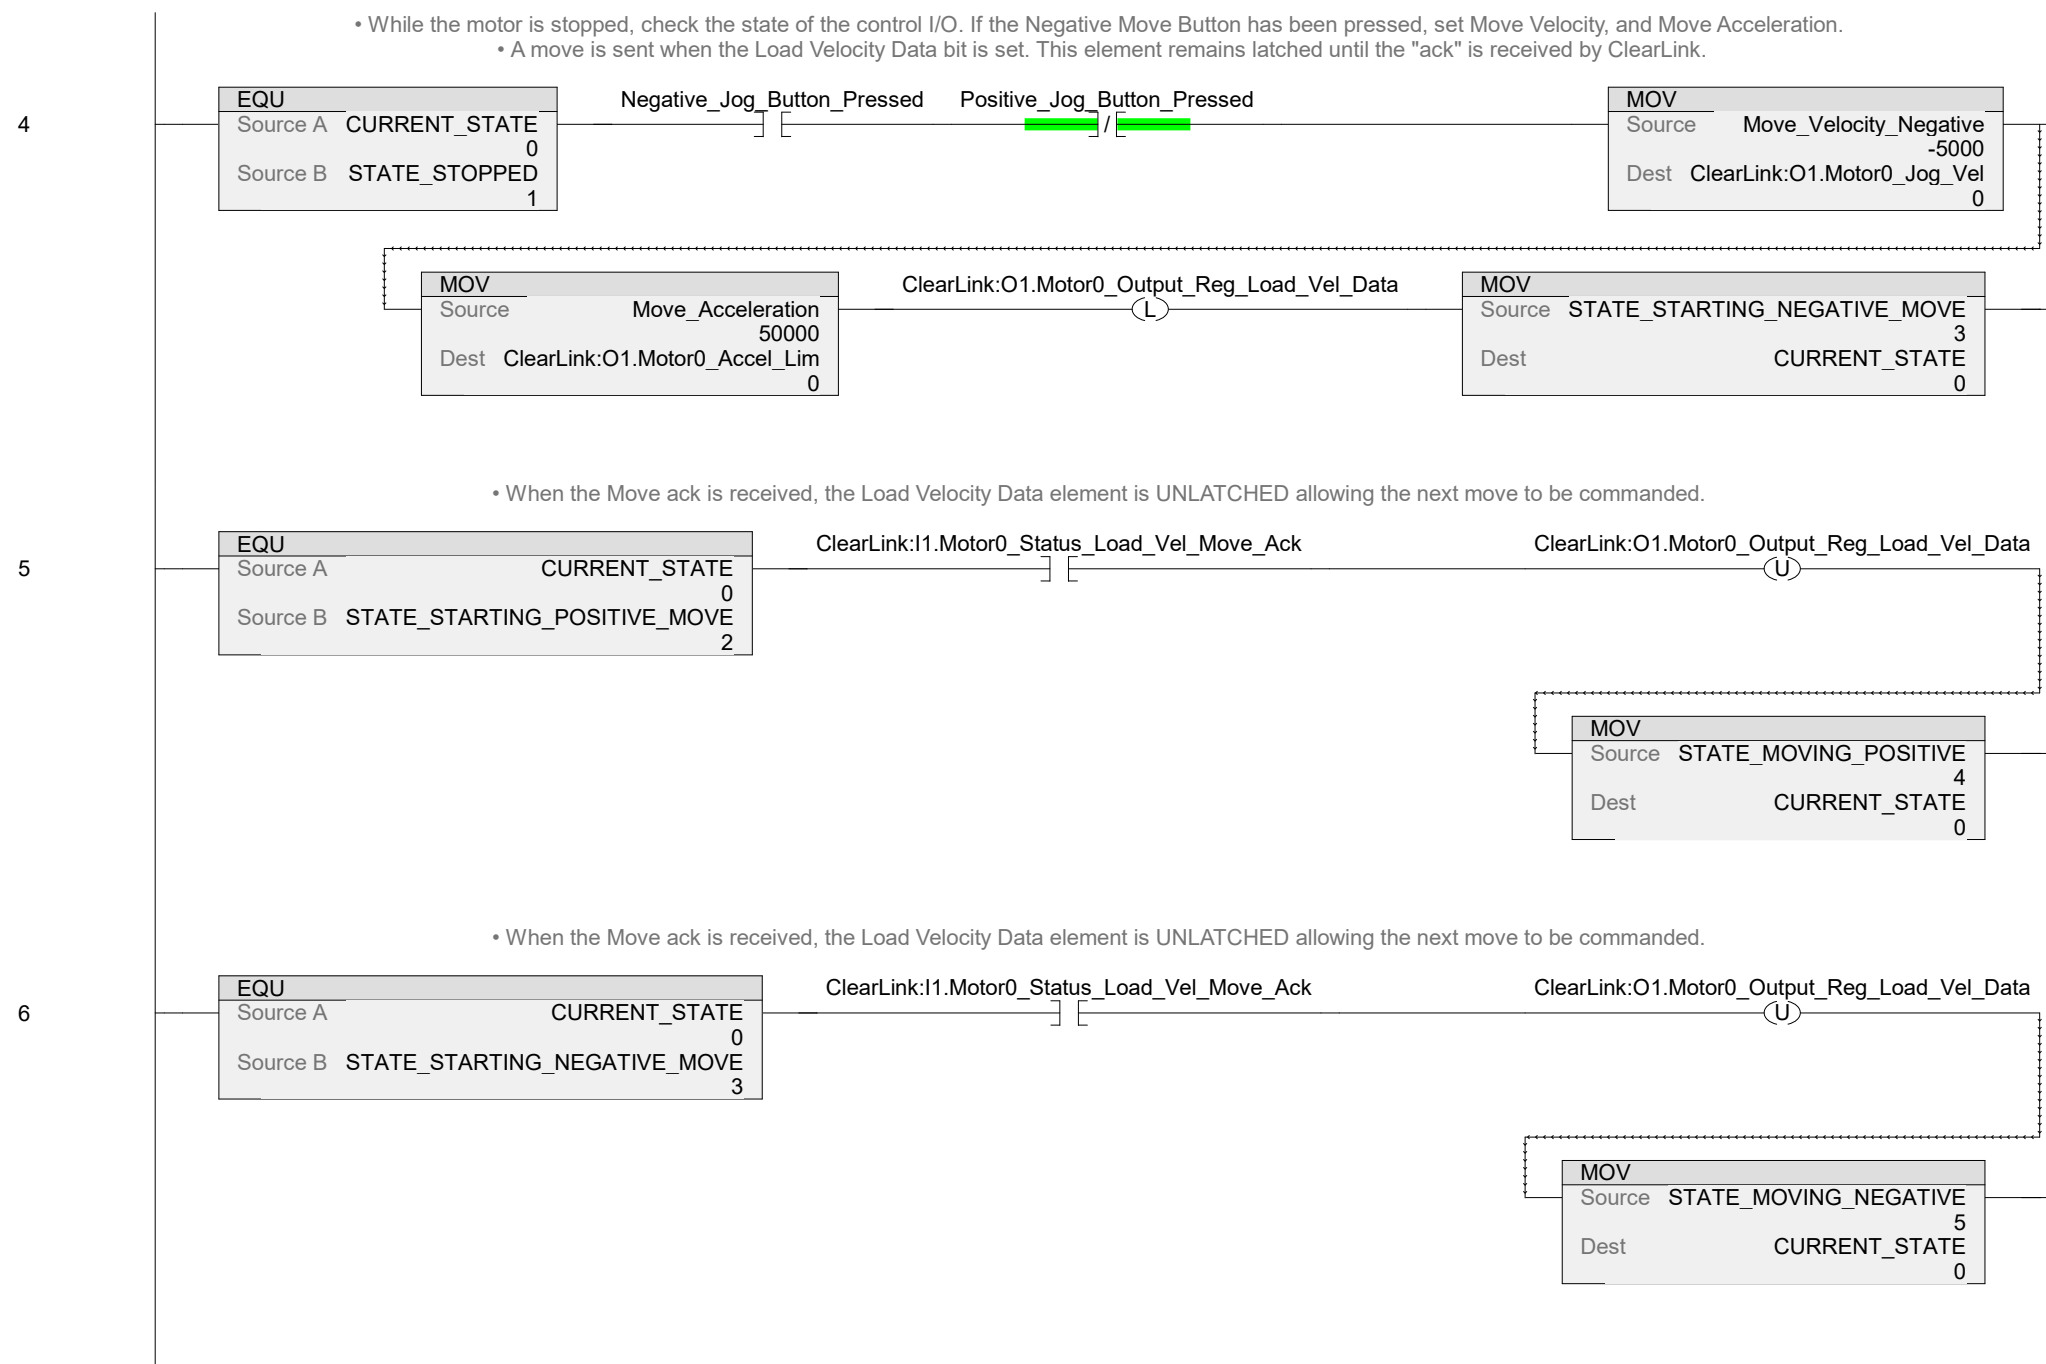 • While the motor is stopped, check the state of the control I/O. If the Negative Move Button has been pressed, set Move Velocity, and Move Acceleration.
• A move is sent when the Load Velocity Data bit is set. This element remains latched until the "ack" is received by ClearLink.
4
EQU
Source A CURRENT_STATE
0
Source B STATE_STOPPED
1
Negative_Jog_Button_Pressed
Positive_Jog_Button_Pressed
/
MOV
Source Move_Velocity_Negative
-5000
Dest ClearLink:O1.Motor0_Jog_Vel
0
MOV
Source Move_Acceleration
50000
Dest ClearLink:O1.Motor0_Accel_Lim
0
ClearLink:O1.Motor0_Output_Reg_Load_Vel_Data
L
MOV
Source STATE_STARTING_NEGATIVE_MOVE
3
Dest CURRENT_STATE
0
• When the Move ack is received, the Load Velocity Data element is UNLATCHED allowing the next move to be commanded.
5
EQU
Source A CURRENT_STATE
0
Source B STATE_STARTING_POSITIVE_MOVE
2
ClearLink:I1.Motor0_Status_Load_Vel_Move_Ack
ClearLink:O1.Motor0_Output_Reg_Load_Vel_Data
U
MOV
Source STATE_MOVING_POSITIVE
4
Dest CURRENT_STATE
0
• When the Move ack is received, the Load Velocity Data element is UNLATCHED allowing the next move to be commanded.
6
EQU
Source A CURRENT_STATE
0
Source B STATE_STARTING_NEGATIVE_MOVE
3
ClearLink:I1.Motor0_Status_Load_Vel_Move_Ack
ClearLink:O1.Motor0_Output_Reg_Load_Vel_Data
U
MOV
Source STATE_MOVING_NEGATIVE
5
Dest CURRENT_STATE
0